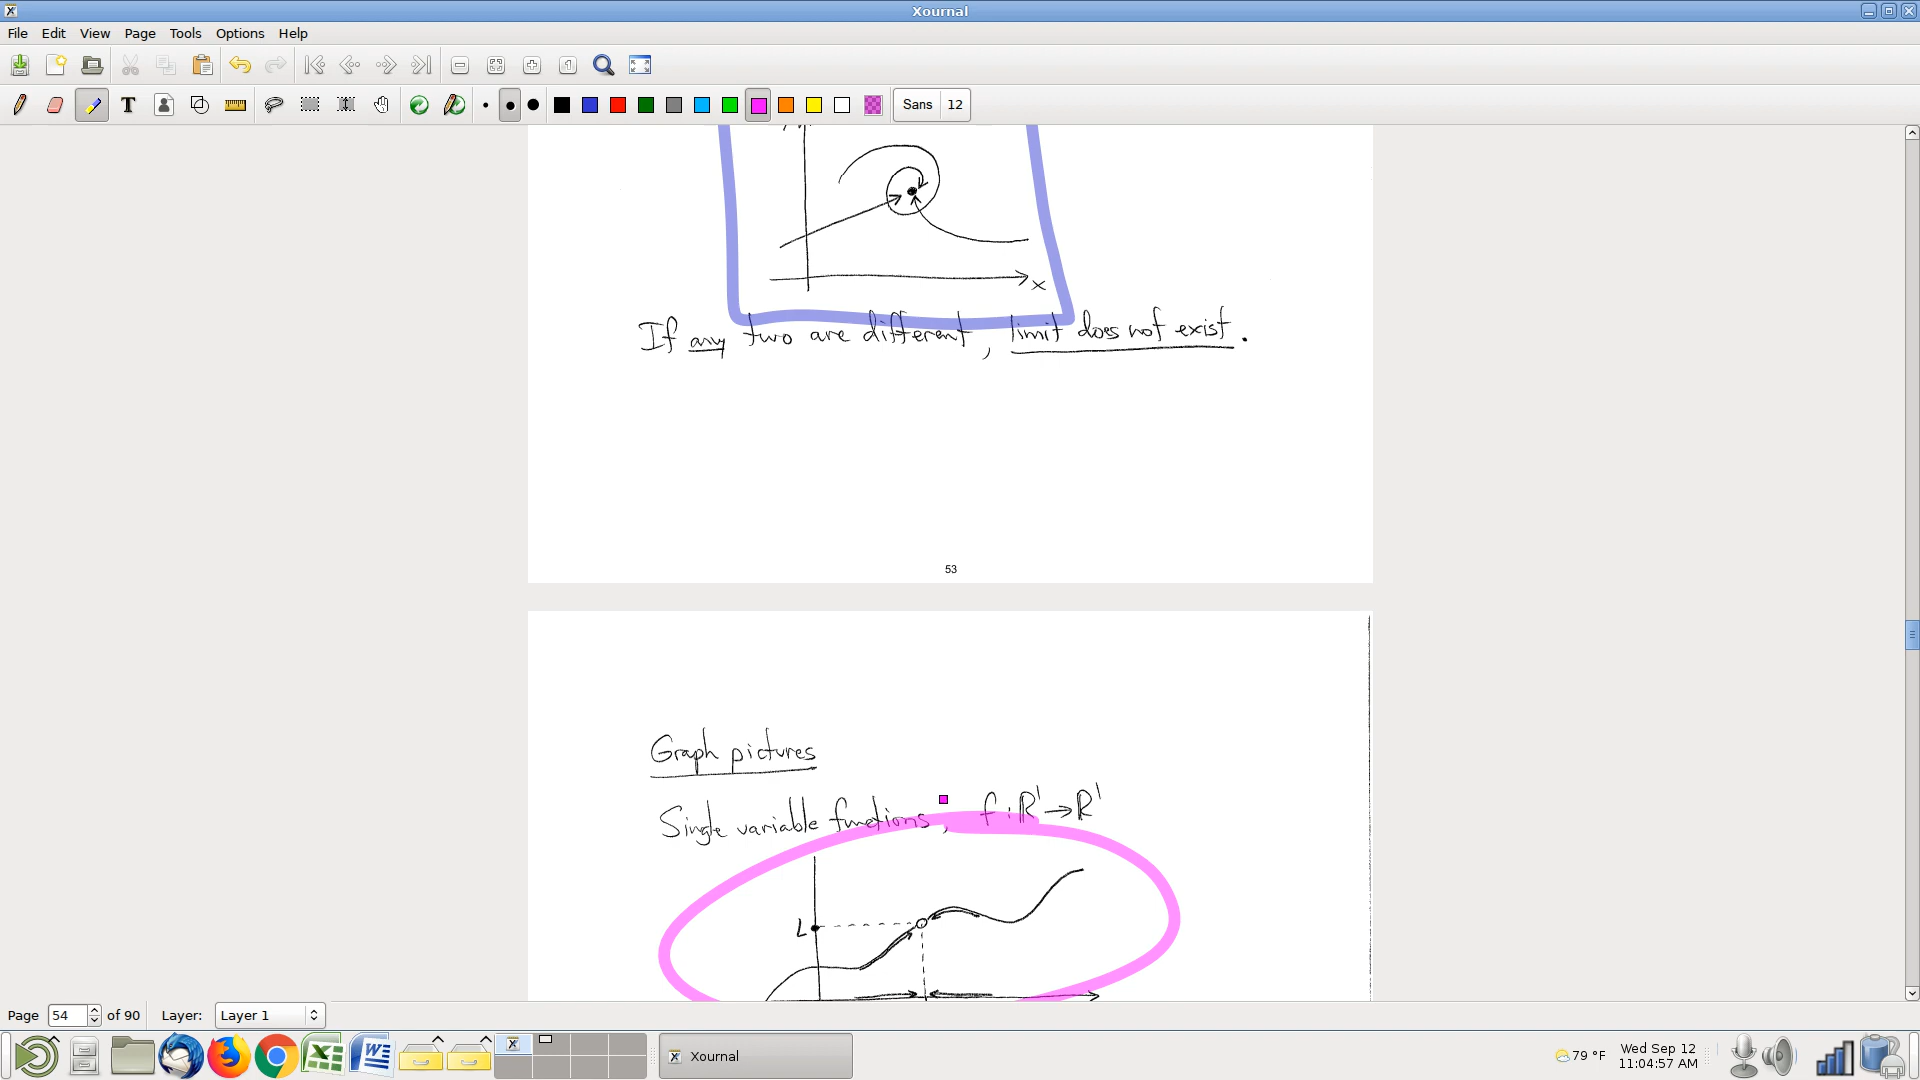 Xournal
File Edit View Page Tools Options Help
Sans 12
x
If any two are different, limit does not exist.
53
Graph pictures
Single variable functions, f: ℝ¹ → ℝ¹
L
Page 54 of 90 Layer: Layer 1
Xournal
79 °F
Wed Sep 12
11:04:57 AM